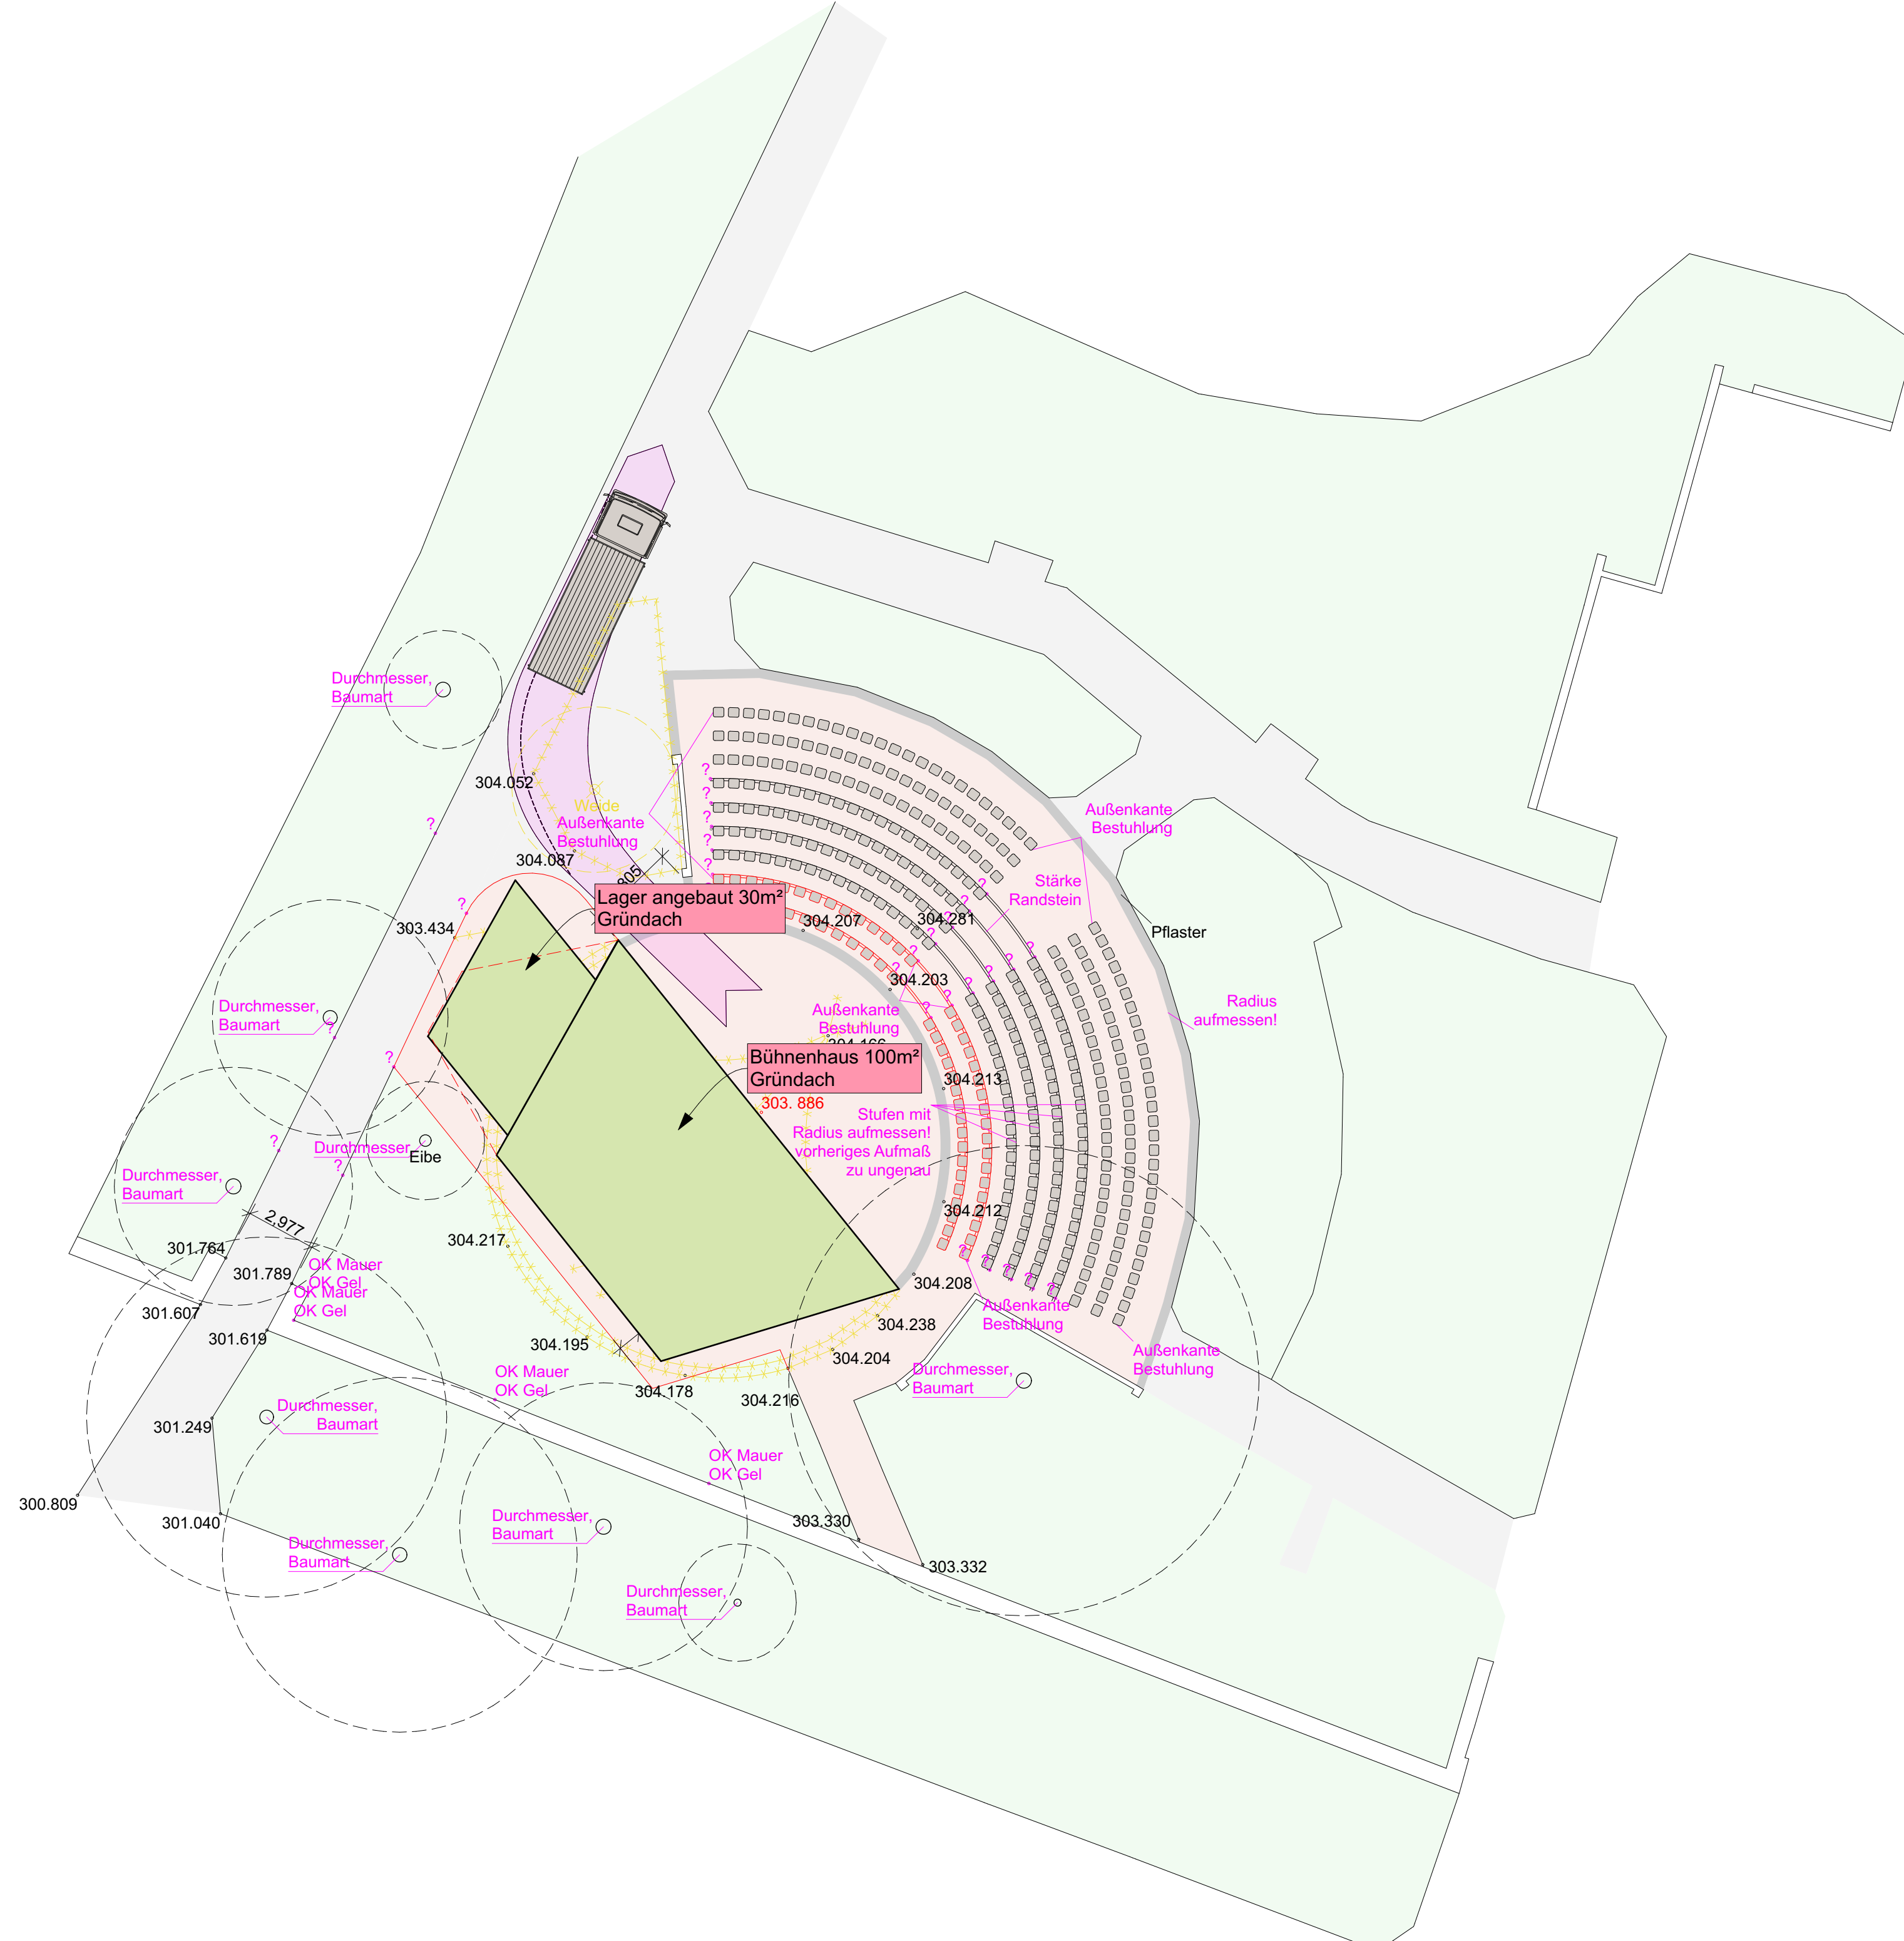 Durchmesser,
Baumart
304.052
Weide
Außenkante
Bestuhlung
?
304.087
805
?
?
?
?
?
Außenkante
Bestuhlung
Stärke
Randstein
?
?
?
?
?
?
Lager angebaut 30m²
Gründach
304.207
304.281
Pflaster
?
303.434
?
?
?
?
304.203
?
?
?
Radius
aufmessen!
Durchmesser,
Baumart
?
Außenkante
Bestuhlung
304.166
Bühnenhaus 100m²
Gründach
304.213
303. 886
?
Stufen mit
Radius aufmessen!
vorheriges Aufmaß
zu ungenau
?
Durchmesser,
Eibe
?
Durchmesser,
Baumart
2,977
304.212
304.217
301.764
301.789
OK Mauer
OK Gel
OK Mauer
OK Gel
?
?
?
?
?
304.208
Außenkante
Bestuhlung
301.607
301.619
304.238
304.195
304.204
Außenkante
Bestuhlung
OK Mauer
OK Gel
304.178
304.216
Durchmesser,
Baumart
Durchmesser,
Baumart
301.249
OK Mauer
OK Gel
300.809
301.040
Durchmesser,
Baumart
303.330
Durchmesser,
Baumart
303.332
Durchmesser,
Baumart